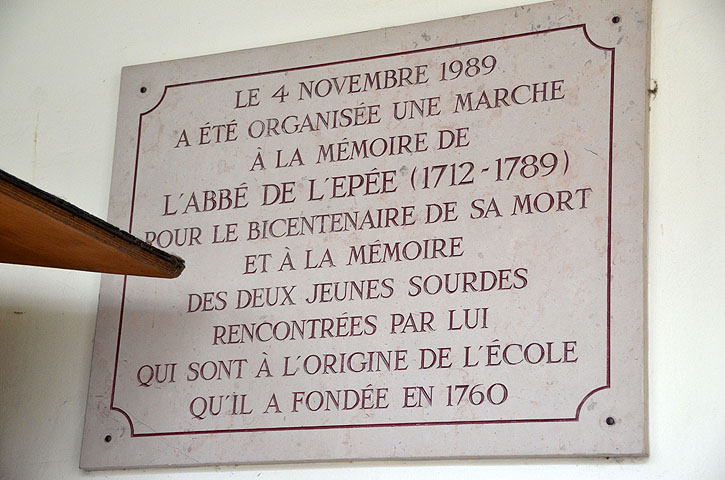 LE 4 NOVEMBRE 1989
A ÉTÉ ORGANISÉE UNE MARCHE
À LA MÉMOIRE DE
L'ABBÉ DE L'EPÉE (1712-1789)
POUR LE BICENTENAIRE DE SA MORT
ET À LA MÉMOIRE
DES DEUX JEUNES SOURDES
RENCONTRÉES PAR LUI
QUI SONT À L'ORIGINE DE L'ÉCOLE
QU'IL A FONDÉE EN 1760